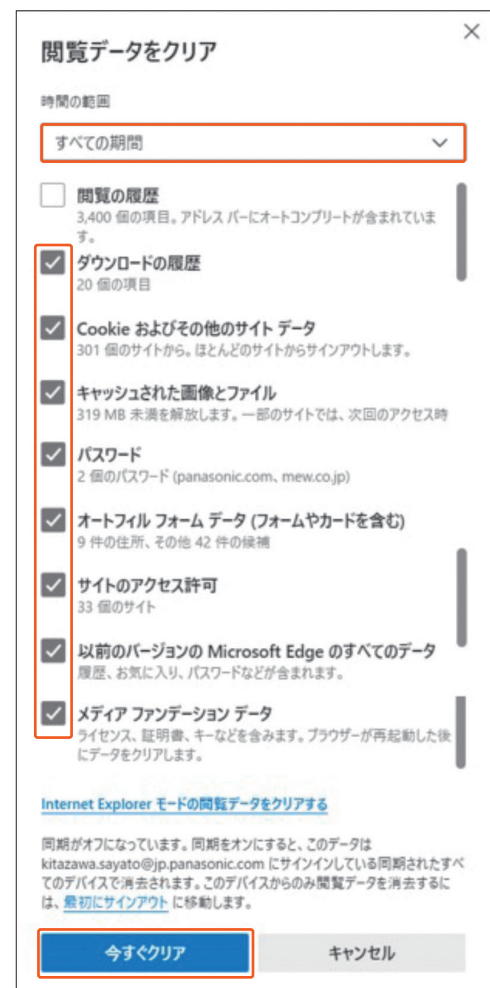 閲覧データをクリア
時間の範囲
すべての期間
閲覧の履歴
3,400 個の項目。アドレス バーにオートコンプリートが含まれていま
す。
ダウンロードの履歴
20 個の項目
Cookie およびその他のサイト データ
301 個のサイトから。ほとんどのサイトからサインアウトします。
キャッシュされた画像とファイル
319 MB 未満を解放します。一部のサイトでは、次回のアクセス時
パスワード
2 個のパスワード (panasonic.com、mew.co.jp)
オートフィル フォーム データ (フォームやカードを含む)
9 件の住所、その他 42 件の候補
サイトのアクセス許可
33 個のサイト
以前のバージョンの Microsoft Edge のすべてのデータ
履歴、お気に入り、パスワードなどが含まれます。
メディア ファンデーション データ
ライセンス、証明書、キーなどを含みます。ブラウザーが再起動した後
にデータをクリアします。
Internet Explorer モードの閲覧データをクリアする
同期がオフになっています。同期をオンにすると、このデータは
kitazawa.sayato@jp.panasonic.com にサインインしている同期されたすべ
てのデバイスで消去されます。このデバイスからのみ閲覧データを消去するに
は、最初にサインアウト に移動します。
今すぐクリア
キャンセル